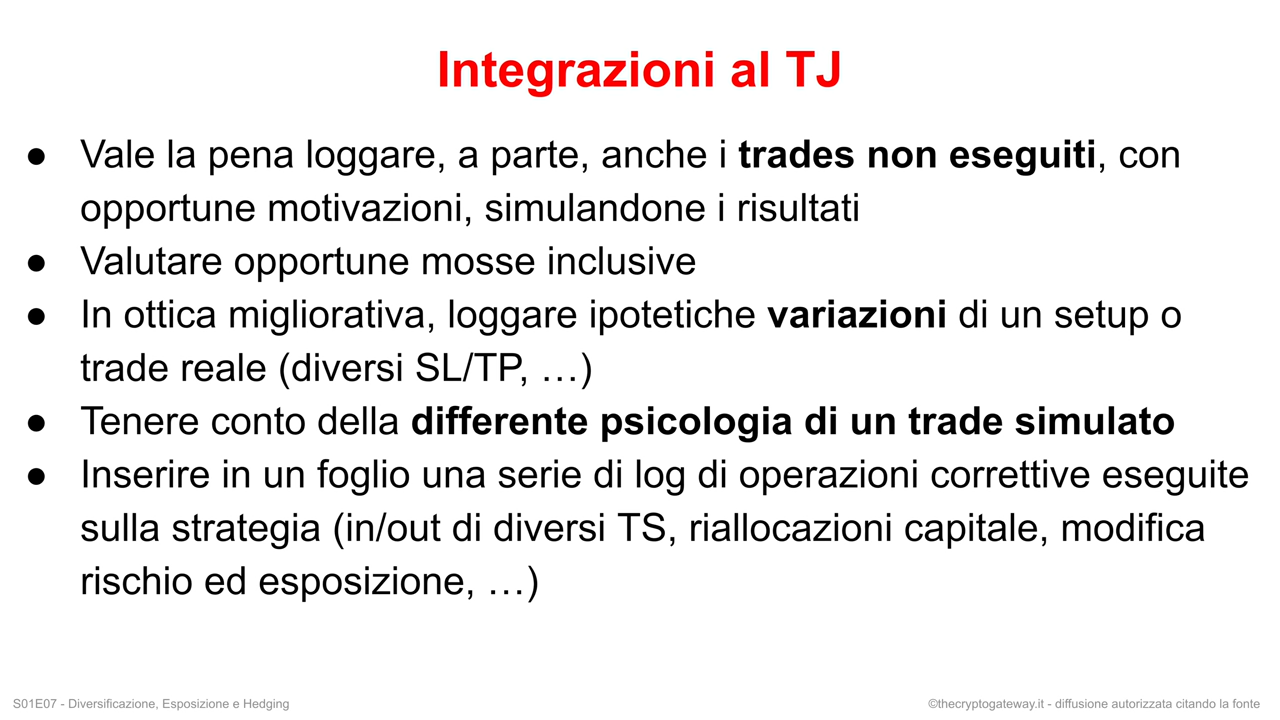 Integrazioni al TJ
● Vale la pena loggare, a parte, anche i trades non eseguiti, con
opportune motivazioni, simulandone i risultati
● Valutare opportune mosse inclusive
● In ottica migliorativa, loggare ipotetiche variazioni di un setup o
trade reale (diversi SL/TP, …)
● Tenere conto della differente psicologia di un trade simulato
● Inserire in un foglio una serie di log di operazioni correttive eseguite
sulla strategia (in/out di diversi TS, riallocazioni capitale, modifica
rischio ed esposizione, …)
S01E07 - Diversificazione, Esposizione e Hedging
©thecryptogateway.it - diffusione autorizzata citando la fonte